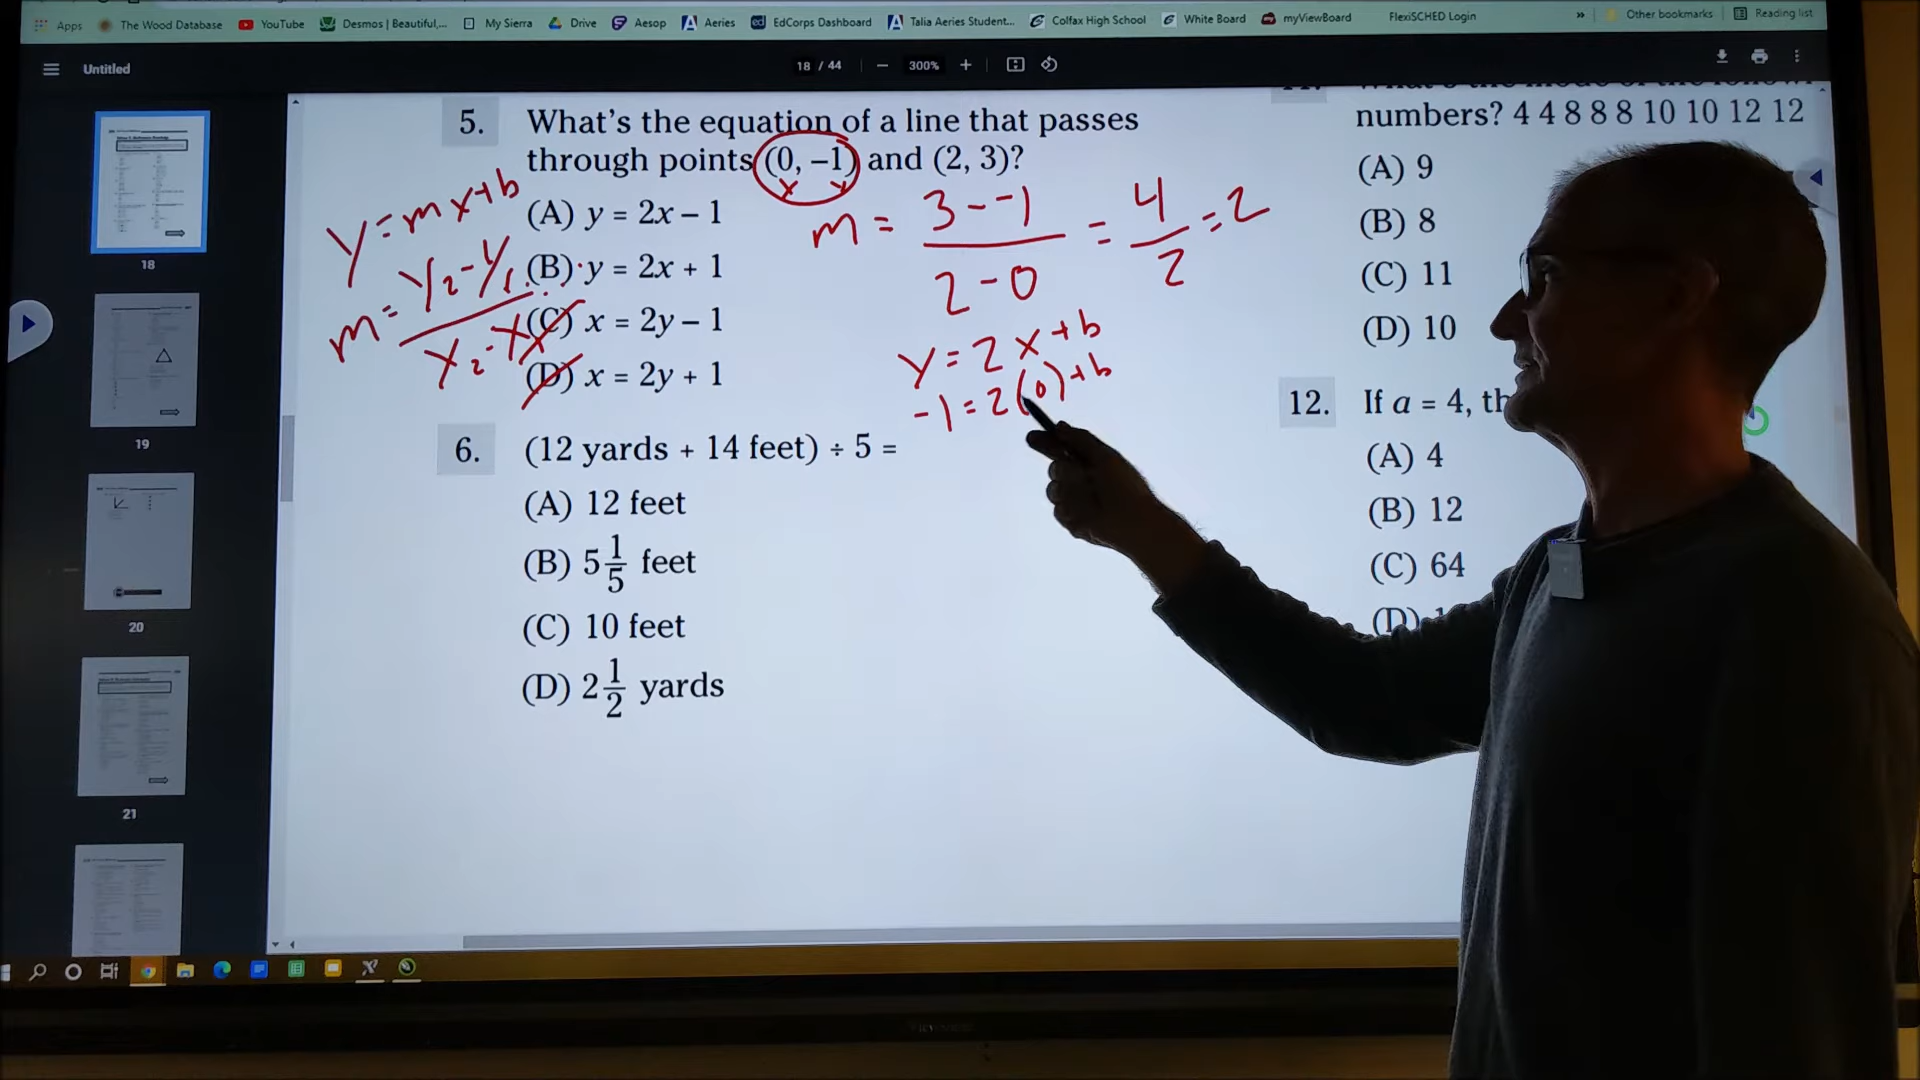 Apps The Wood Database YouTube Desmos | Beautiful,... My Sierra Drive Aesop Aeries EdCorps Dashboard Talia Aeries Student... Colfax High School White Board myViewBoard FlexiSCHED Login » Other bookmarks Reading list
Untitled 18 / 44 − 300% +
18
19
20
21
5. What's the equation of a line that passes
through points (0, −1) and (2, 3)?
x y
(A) y = 2x − 1
(B) y = 2x + 1
(C) x = 2y − 1
(D) x = 2y + 1
y = mx + b
m = y₂ - y₁
x₂ - x₁
m = 3 - -1 = 4 = 2
2 - 0 2
y = 2x + b
-1 = 2(0) + b
6. (12 yards + 14 feet) ÷ 5 =
(A) 12 feet
(B) 5 1/5 feet
(C) 10 feet
(D) 2 1/2 yards
numbers? 4 4 8 8 8 10 10 12 12
(A) 9
(B) 8
(C) 11
(D) 10
12. If a = 4, th
(A) 4
(B) 12
(C) 64
(D)